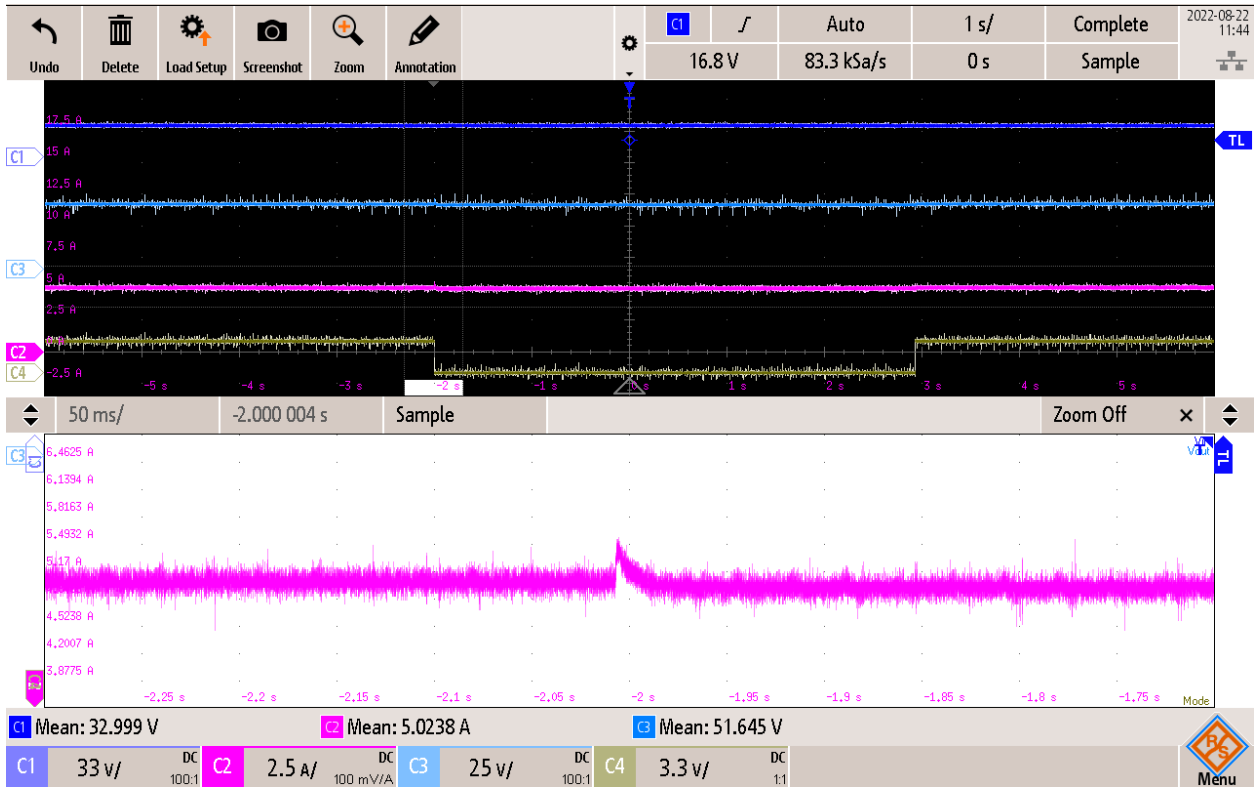 Undo Delete Load Setup Screenshot Zoom Annotation
C1 Auto 1 s/ Complete 2022-08-22
11:44
16.8 V 83.3 kSa/s 0 s Sample
17.5 A
TL
C1 15 A
12.5 A
10 A
7.5 A
C3
5 A
2.5 A
C2
C4 -2.5 A
-5 s -4 s -3 s -2 s -1 s 0 s 1 s 2 s 3 s 4 s 5 s
50 ms/ -2.000 004 s Sample Zoom Off ×
C3 C1 6.4625 A Vout TL
6.1394 A
5.8163 A
5.4932 A
5.17 A
4.5238 A
4.2007 A
3.8775 A
C2
-2.25 s -2.2 s -2.15 s -2.1 s -2.05 s -2 s -1.95 s -1.9 s -1.85 s -1.8 s -1.75 s Mode
C1 Mean: 32.999 V C2 Mean: 5.0238 A C3 Mean: 51.645 V
C1 33 V/ DC 100:1 C2 2.5 A/ DC 100 mV/A C3 25 V/ DC 100:1 C4 3.3 V/ DC 1:1
R S
Menu